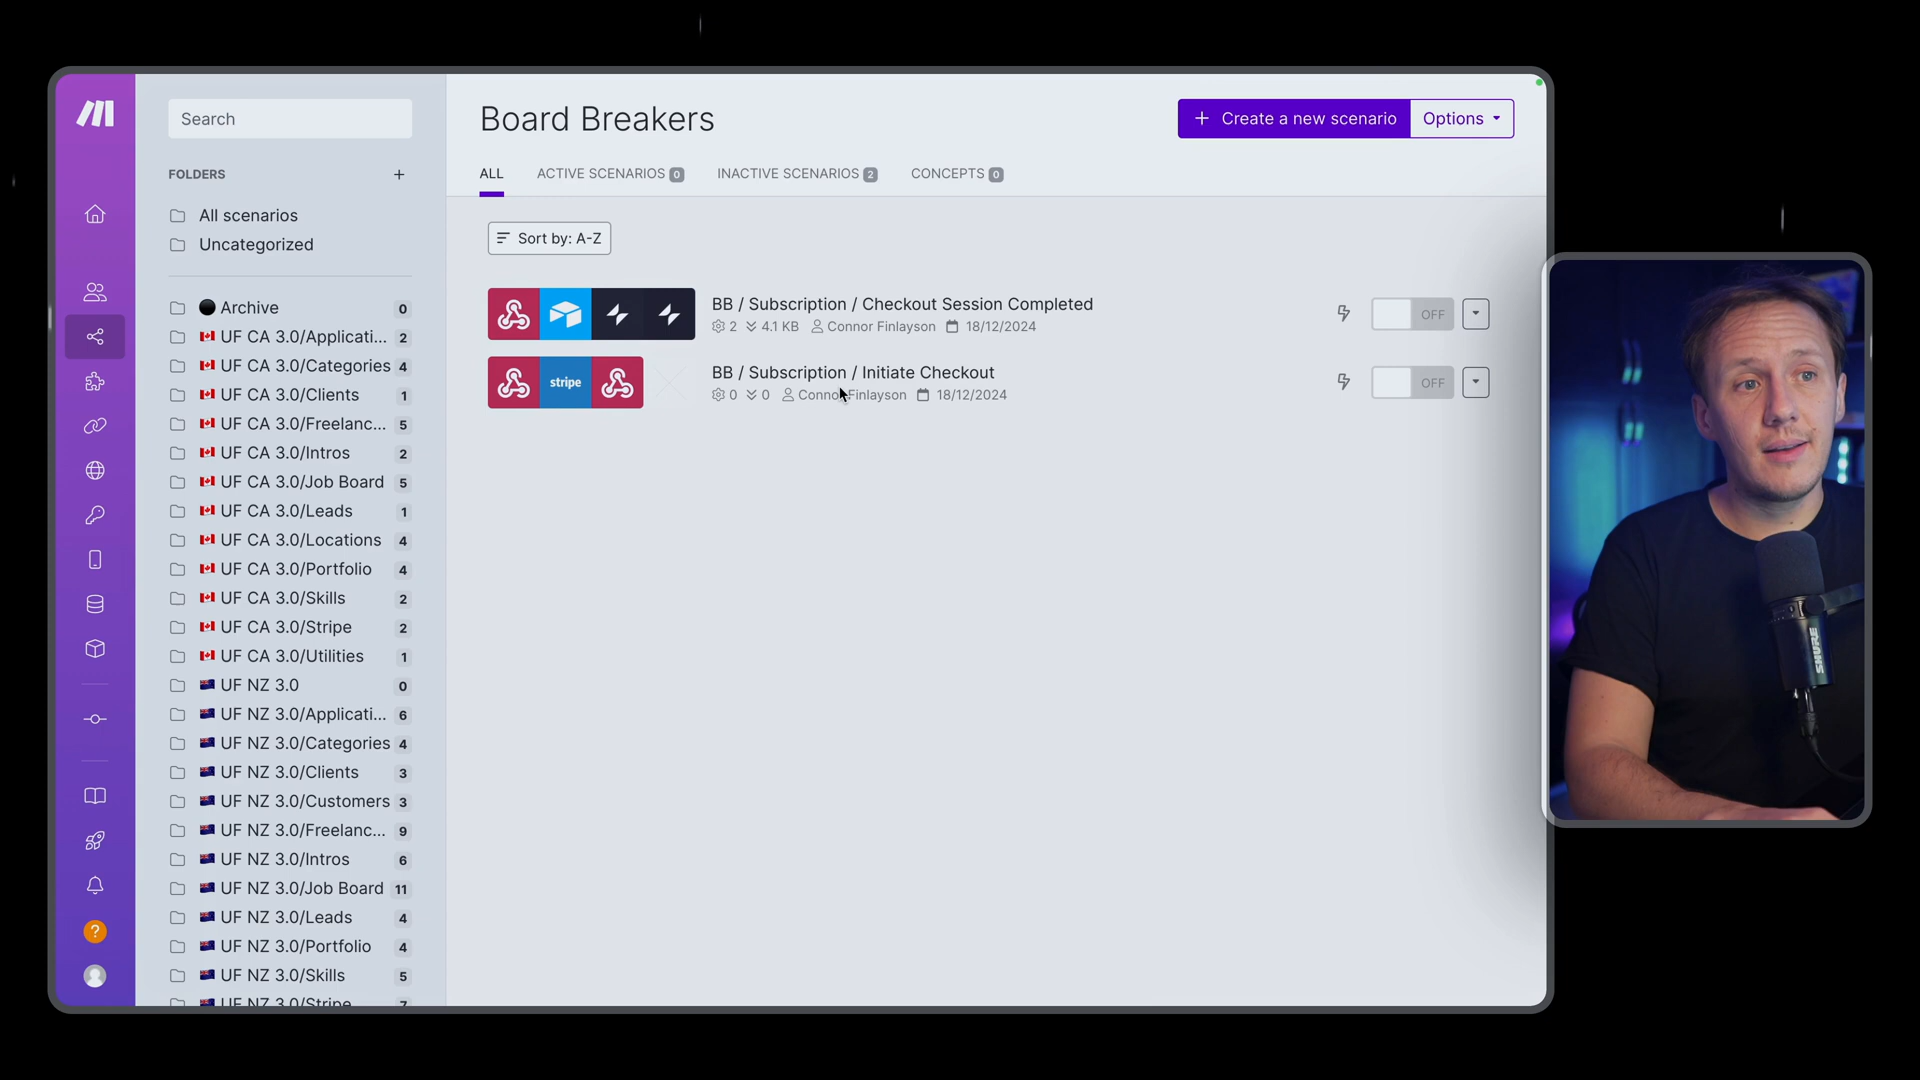 Search
FOLDERS
All scenarios
Uncategorized
Archive 0
UF CA 3.0/Applicati... 2
UF CA 3.0/Categories 4
UF CA 3.0/Clients 1
UF CA 3.0/Freelanc... 5
UF CA 3.0/Intros 2
UF CA 3.0/Job Board 5
UF CA 3.0/Leads 1
UF CA 3.0/Locations 4
UF CA 3.0/Portfolio 4
UF CA 3.0/Skills 2
UF CA 3.0/Stripe 2
UF CA 3.0/Utilities 1
UF NZ 3.0 0
UF NZ 3.0/Applicati... 6
UF NZ 3.0/Categories 4
UF NZ 3.0/Clients 3
UF NZ 3.0/Customers 3
UF NZ 3.0/Freelanc... 9
UF NZ 3.0/Intros 6
UF NZ 3.0/Job Board 11
UF NZ 3.0/Leads 4
UF NZ 3.0/Portfolio 4
UF NZ 3.0/Skills 5
UF NZ 3.0/Stripe 7
?
Board Breakers
+ Create a new scenario
Options
ALL
ACTIVE SCENARIOS 0
INACTIVE SCENARIOS 2
CONCEPTS 0
Sort by: A-Z
BB / Subscription / Checkout Session Completed
2 4.1 KB Connor Finlayson 18/12/2024
OFF
stripe
BB / Subscription / Initiate Checkout
0 0 Connor Finlayson 18/12/2024
OFF
SHURE